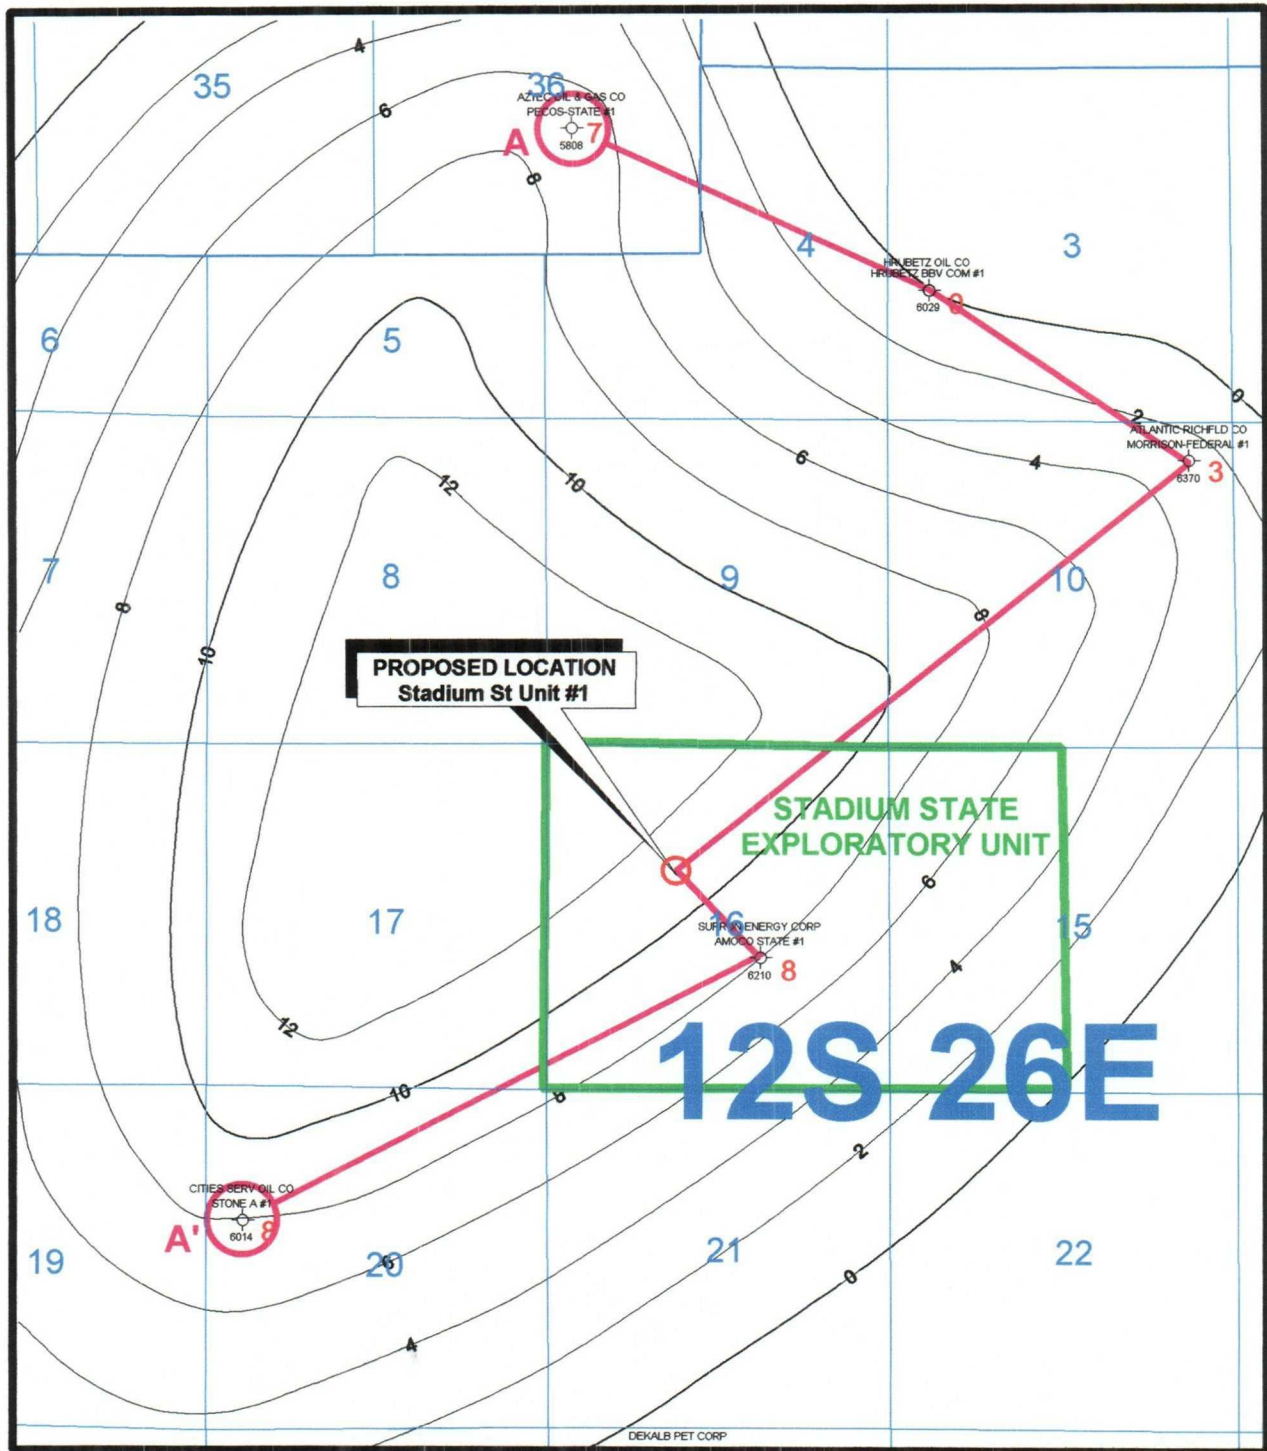 4
35
36
6
AZTEC OIL & GAS CO
PECOS-STATE #1
A
7
5808
8
4
3
HRUBETZ OIL CO
HRUBETZ BBV COM #1
6029
0
6
5
0
2
ATLANTIC RICHFLD CO
MORRISON-FEDERAL #1
6370
3
6
4
12
10
7
8
9
10
8
8
10
PROPOSED LOCATION
Stadium St Unit #1
STADIUM STATE
EXPLORATORY UNIT
6
18
17
16
15
SUPRON ENERGY CORP
AMOCO STATE #1
6210
8
4
12
12S 26E
10
8
2
CITIES SERV OIL CO
STONE A #1
A'
6014
8
19
20
6
21
22
0
4
DEKALB PET CORP